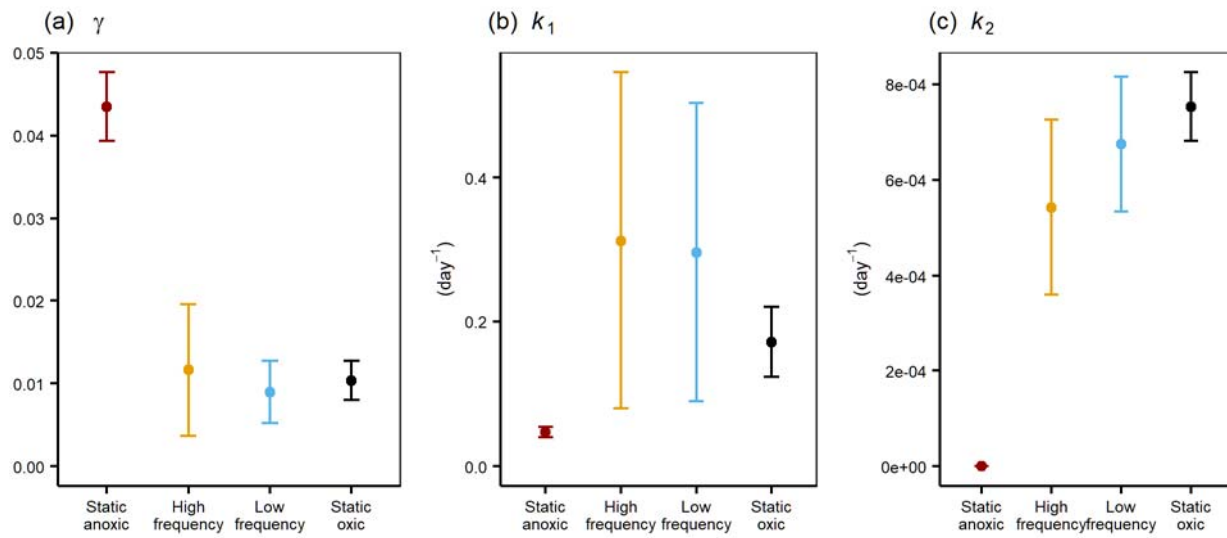 (a) γ
0.05
0.04
0.03
0.02
0.01
0.00
Static anoxic
High frequency
Low frequency
Static oxic
(b) k₁
(day⁻¹)
0.4
0.2
0.0
Static anoxic
High frequency
Low frequency
Static oxic
(c) k₂
(day⁻¹)
8e-04
6e-04
4e-04
2e-04
0e+00
Static anoxic
High frequency
Low frequency
Static oxic